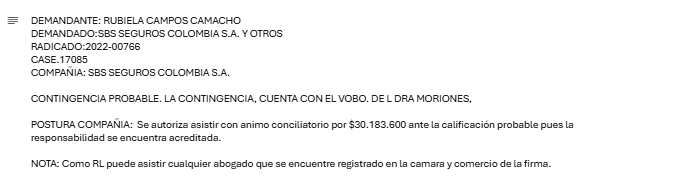 DEMANDANTE: RUBIELA CAMPOS CAMACHO
DEMANDADO:SBS SEGUROS COLOMBIA S.A. Y OTROS
RADICADO:2022-00766
CASE.17085
COMPAÑIA: SBS SEGUROS COLOMBIA S.A.
CONTINGENCIA PROBABLE. LA CONTINGENCIA, CUENTA CON EL VOBO. DE L DRA MORIONES,
POSTURA COMPAÑIA: Se autoriza asistir con animo conciliatorio por $30.183.600 ante la calificación probable pues la
responsabilidad se encuentra acreditada.
NOTA: Como RL puede asistir cualquier abogado que se encuentre registrado en la camara y comercio de la firma.